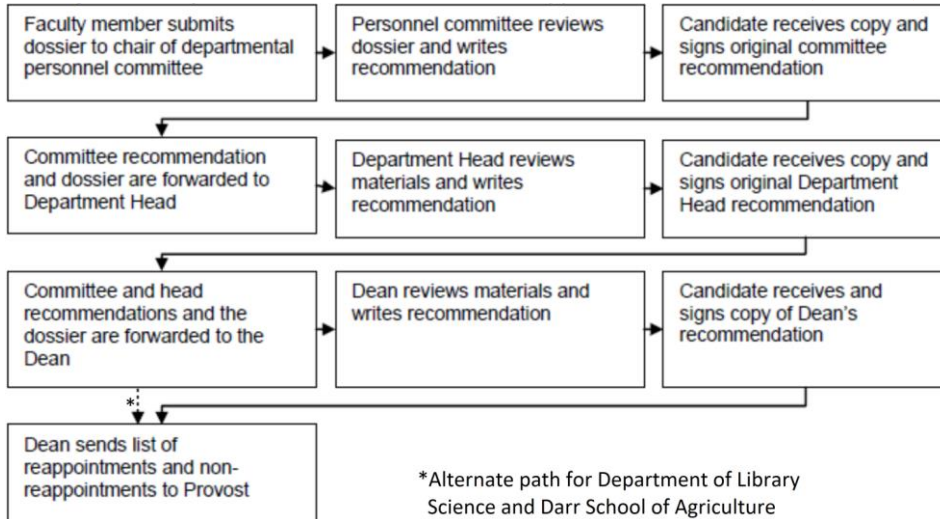 Faculty member submits
dossier to chair of departmental
personnel committee
Personnel committee reviews
dossier and writes
recommendation
Candidate receives copy and
signs original committee
recommendation
Committee recommendation
and dossier are forwarded to
Department Head
Department Head reviews
materials and writes
recommendation
Candidate receives copy and
signs original Department
Head recommendation
Committee and head
recommendations and the
dossier are forwarded to the
Dean
Dean reviews materials and
writes recommendation
Candidate receives and
signs copy of Dean's
recommendation
*
Dean sends list of
reappointments and non-
reappointments to Provost
*Alternate path for Department of Library
Science and Darr School of Agriculture